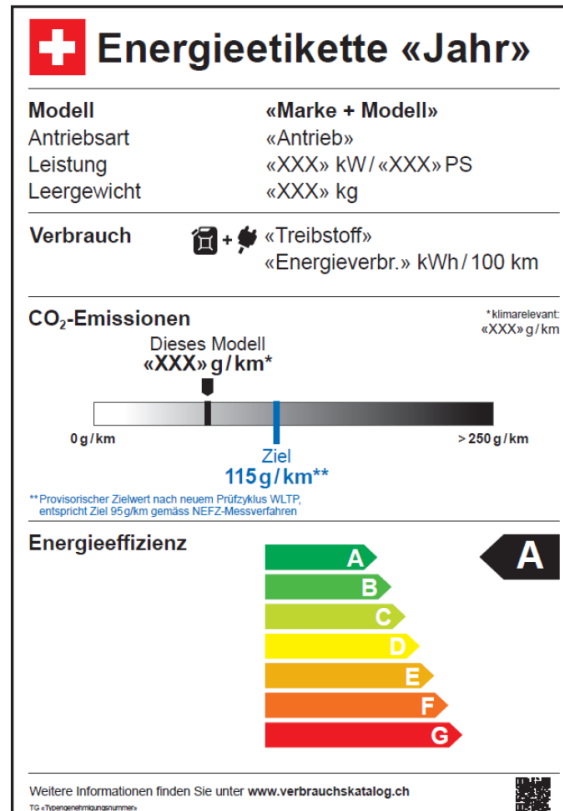 Energieetikette «Jahr»
Modell «Marke + Modell»
Antriebsart «Antrieb»
Leistung «XXX» kW/«XXX» PS
Leergewicht «XXX» kg
Verbrauch + «Treibstoff»
«Energieverbr.» kWh/100 km
CO₂-Emissionen
*klimarelevant:
«XXX» g/km
Dieses Modell
«XXX» g/km*
0 g/km > 250 g/km
Ziel
115 g/km**
**Provisorischer Zielwert nach neuem Prüfzyklus WLTP,
entspricht Ziel 95 g/km gemäss NEFZ-Messverfahren
Energieeffizienz
A A
B
C
D
E
F
G
Weitere Informationen finden Sie unter www.verbrauchskatalog.ch
TG «Typengenehmigungsnummer»